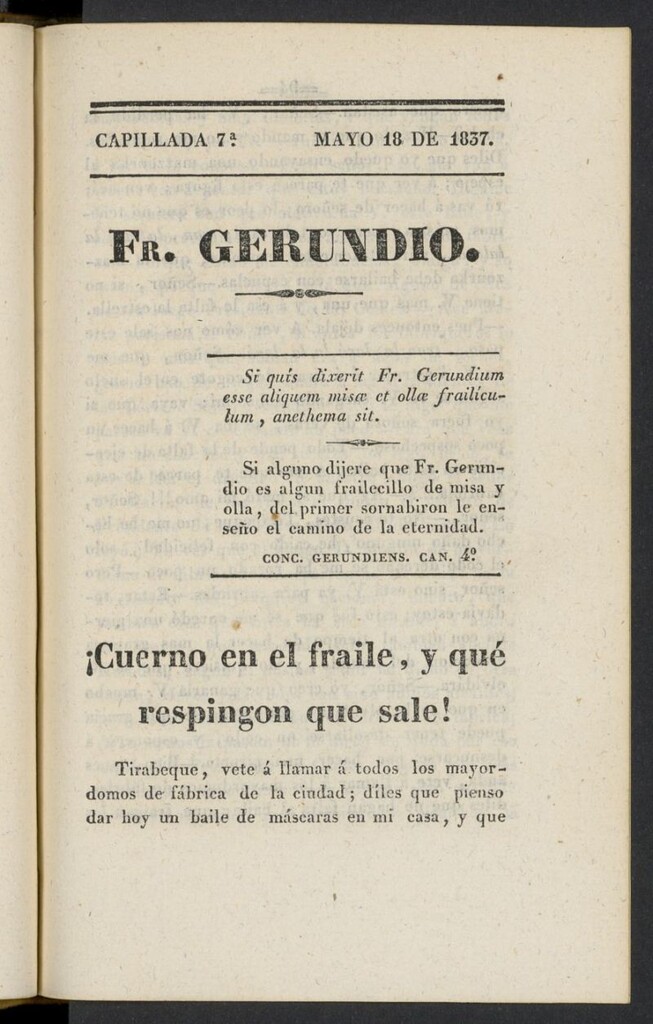 CAPILLADA 7ª MAYO 18 DE 1837.
FR. GERUNDIO.
Si quis dixerit Fr. Gerundium
esse aliquem misæ et ollæ frailicu-
lum, anethema sit.
Si alguno dijere que Fr. Gerun-
dio es algun frailecillo de misa y
olla, del primer sornabiron le en-
seño el camino de la eternidad.
CONC. GERUNDIENS. CAN. 4º
¡Cuerno en el fraile, y qué
respingon que sale!
Tirabeque, vete á llamar á todos los mayor-
domos de fábrica de la ciudad; díles que pienso
dar hoy un baile de máscaras en mi casa, y que